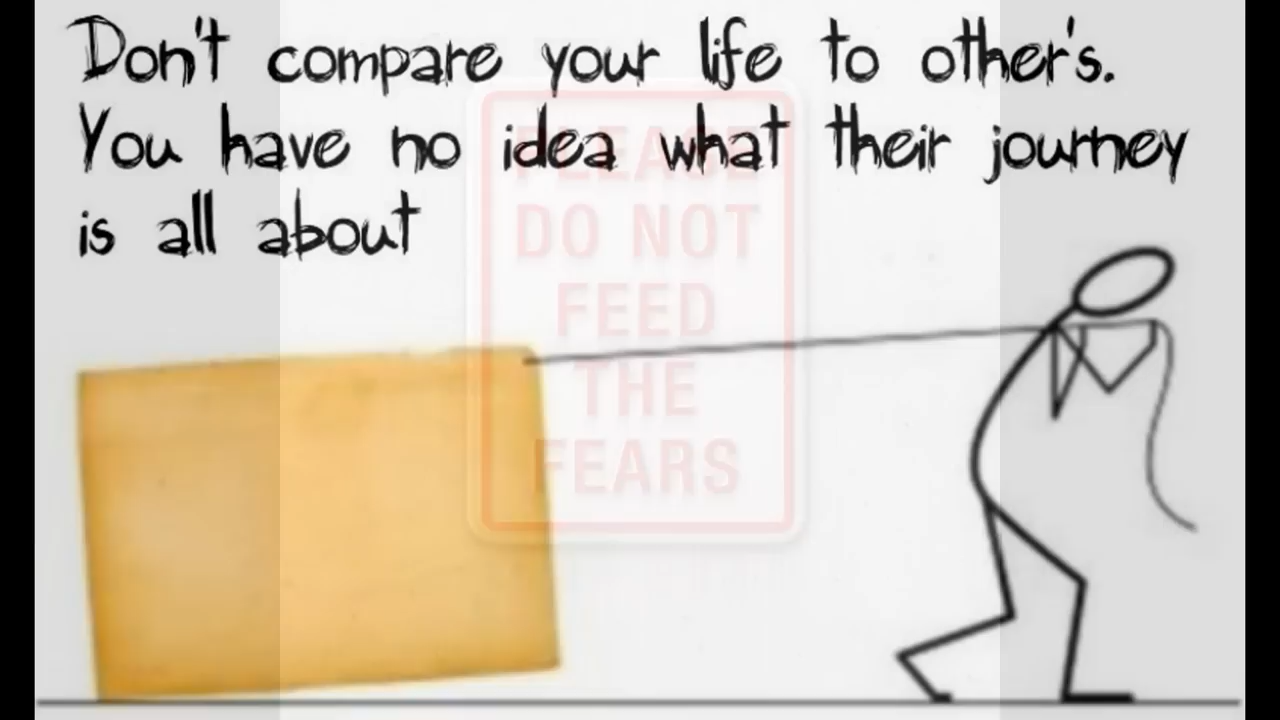 Don't compare your life to other's.
You have no idea what their journey
is all about
PLEASE
DO NOT
FEED
THE
FEARS